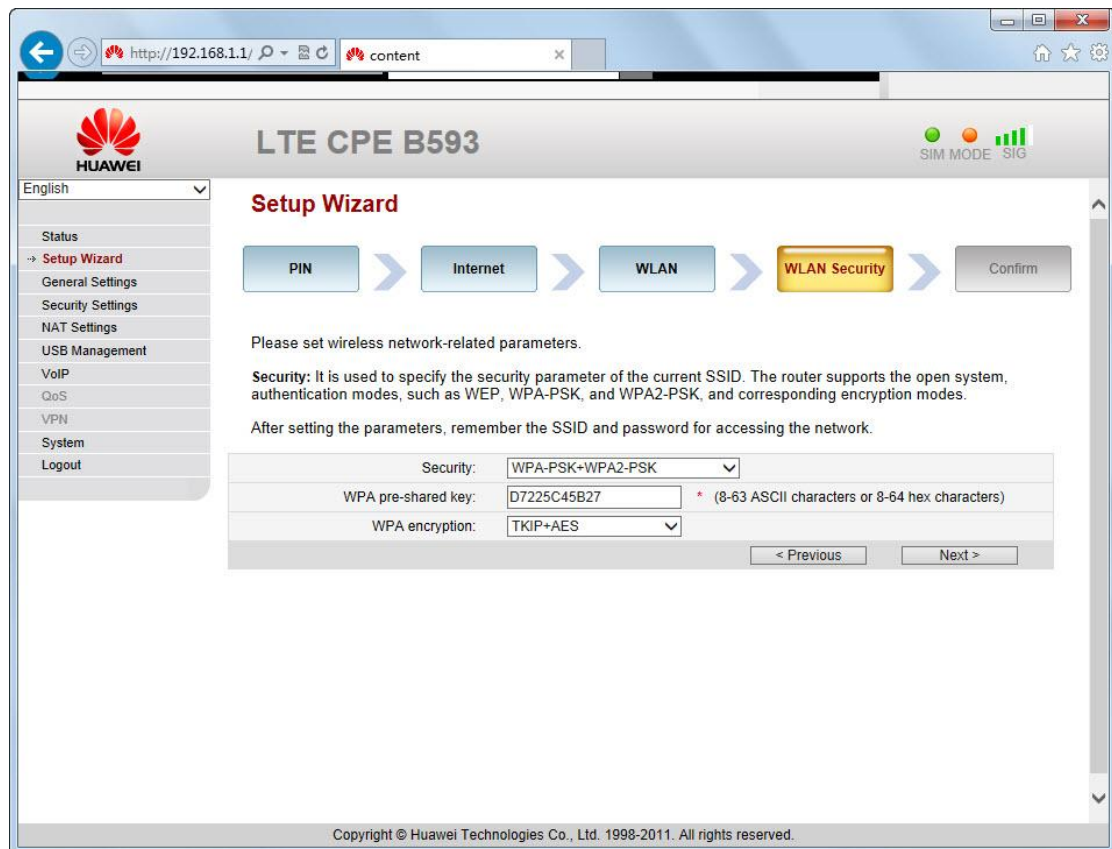 http://192.168.1.1/
content
HUAWEI
LTE CPE B593
SIM MODE SIG
English
Status
Setup Wizard
General Settings
Security Settings
NAT Settings
USB Management
VoIP
QoS
VPN
System
Logout
Setup Wizard
PIN
Internet
WLAN
WLAN Security
Confirm
Please set wireless network-related parameters.
Security: It is used to specify the security parameter of the current SSID. The router supports the open system,
authentication modes, such as WEP, WPA-PSK, and WPA2-PSK, and corresponding encryption modes.
After setting the parameters, remember the SSID and password for accessing the network.
Security: WPA-PSK+WPA2-PSK
WPA pre-shared key: D7225C45B27 * (8-63 ASCII characters or 8-64 hex characters)
WPA encryption: TKIP+AES
< Previous Next >
Copyright © Huawei Technologies Co., Ltd. 1998-2011. All rights reserved.